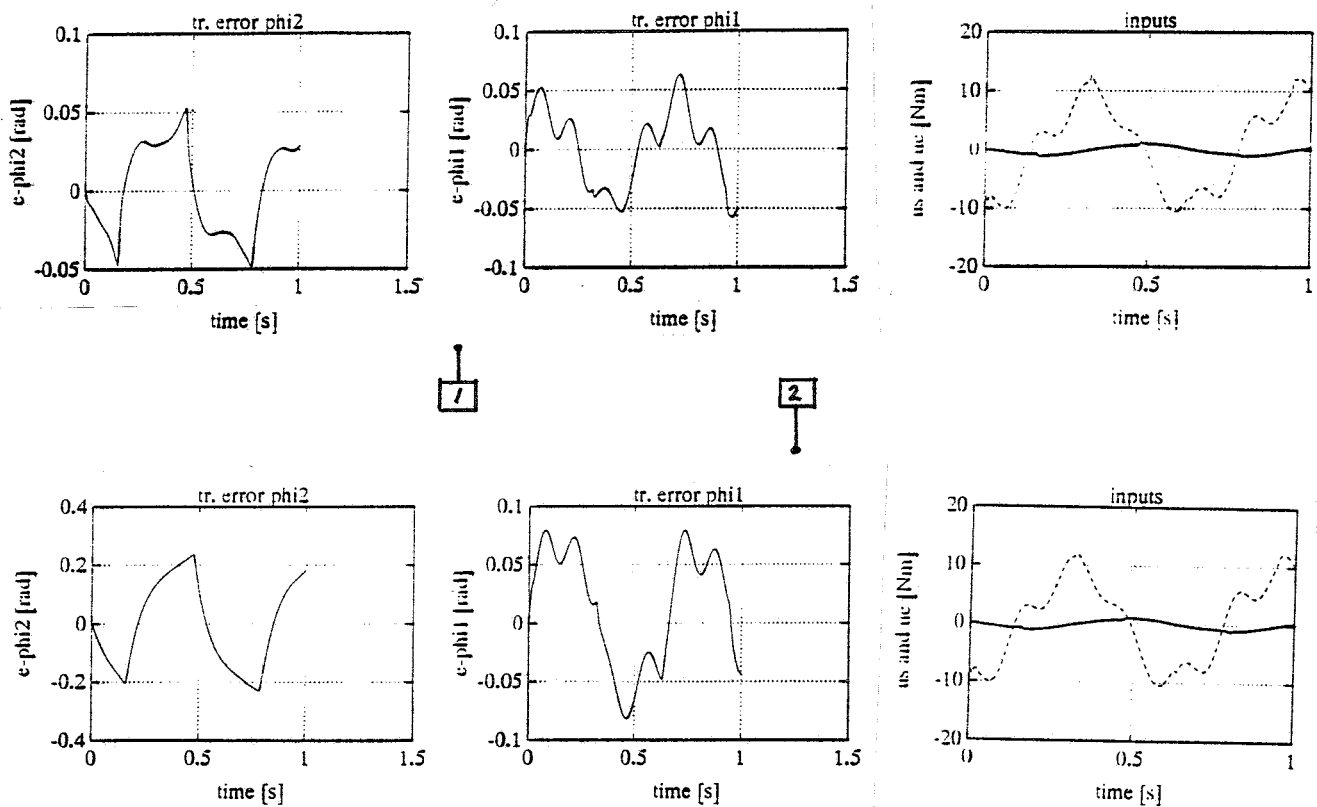 tr. error phi2
0.1
0.05
0
-0.05
e-phi2 [rad]
0
0.5
1
1.5
time [s]
tr. error phi1
0.1
0.05
0
-0.05
-0.1
e-phi1 [rad]
0
0.5
1
1.5
time [s]
inputs
20
10
0
-10
-20
us and uc [Nm]
0
0.5
1
time [s]
1
2
tr. error phi2
0.4
0.2
0
-0.2
-0.4
e-phi2 [rad]
0
0.5
1
1.5
time [s]
tr. error phi1
0.1
0.05
0
-0.05
-0.1
e-phi1 [rad]
0
0.5
1
1.5
time [s]
inputs
20
10
0
-10
-20
us and uc [Nm]
0
0.5
1
time [s]